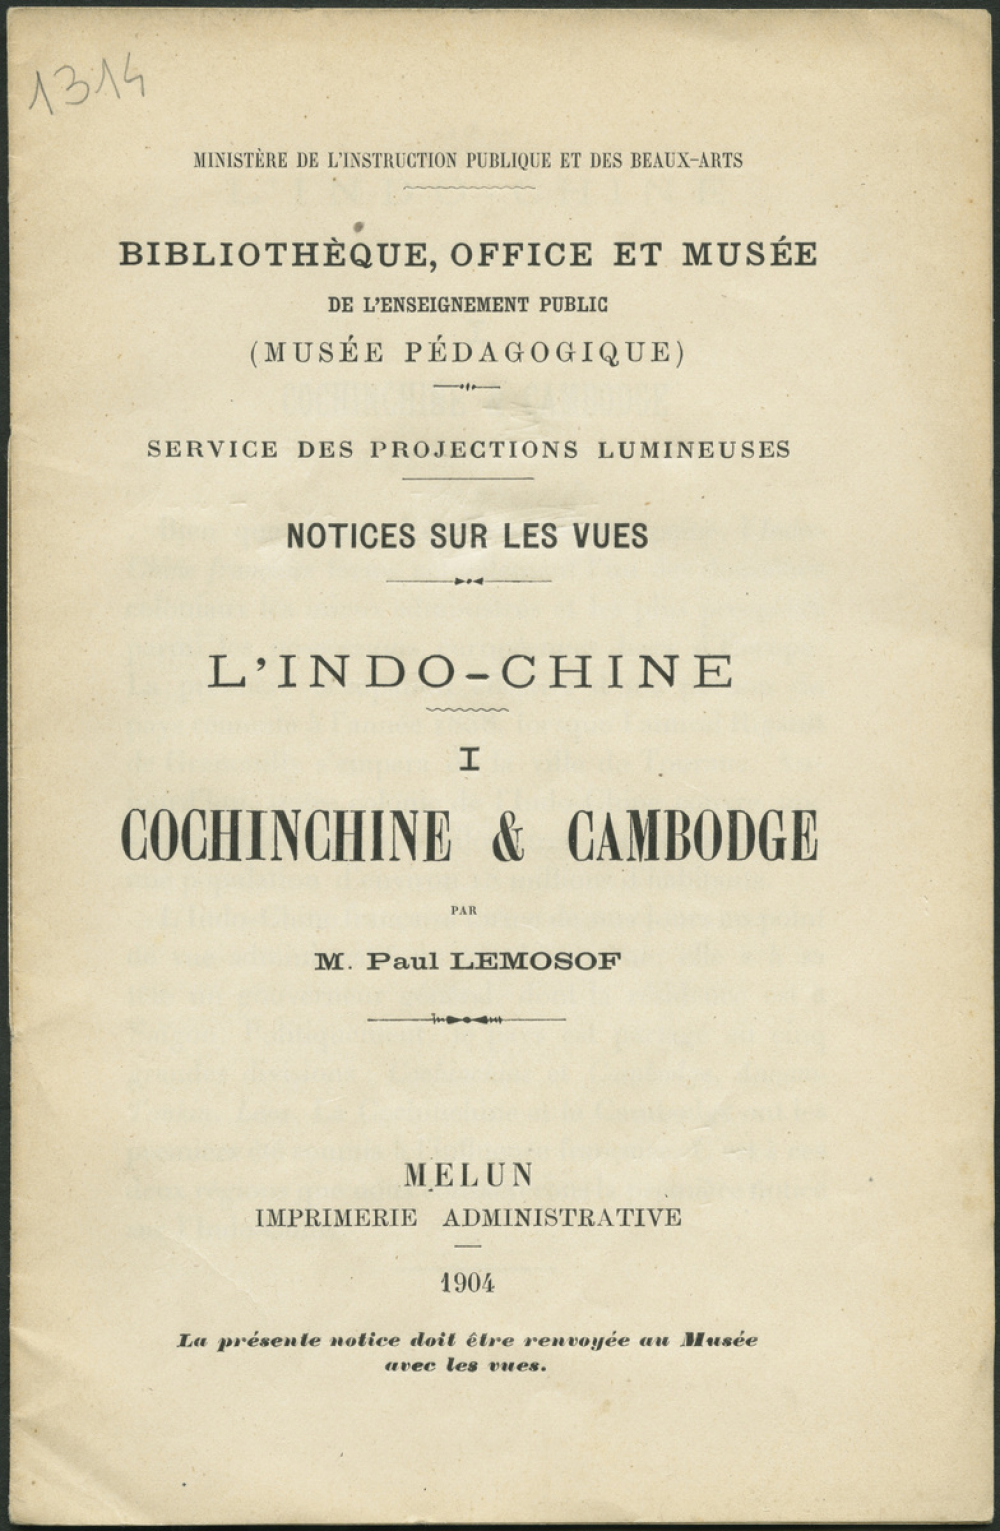 1314
MINISTÈRE DE L'INSTRUCTION PUBLIQUE ET DES BEAUX-ARTS
BIBLIOTHÈQUE, OFFICE ET MUSÉE
DE L'ENSEIGNEMENT PUBLIC
(MUSÉE PÉDAGOGIQUE)
SERVICE DES PROJECTIONS LUMINEUSES
NOTICES SUR LES VUES
L'INDO-CHINE
I
COCHINCHINE & CAMBODGE
PAR
M. Paul LEMOSOF
MELUN
IMPRIMERIE ADMINISTRATIVE
1904
La présente notice doit être renvoyée au Musée
avec les vues.